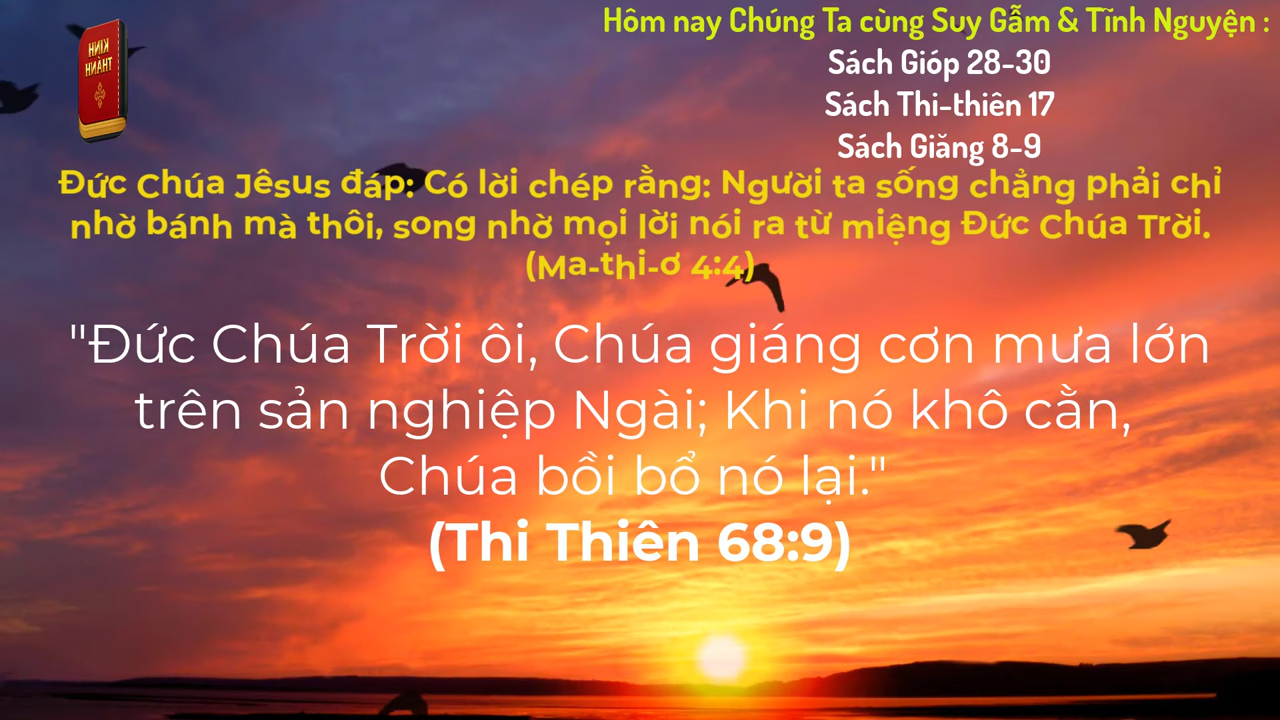 Hôm nay Chúng Ta cùng Suy Gẫm & Tĩnh Nguyện :
Sách Gióp 28-30
Sách Thi-thiên 17
Sách Giăng 8-9
KINH
THÁNH
Đức Chúa Jêsus đáp: Có lời chép rằng: Người ta sống chẳng phải chỉ
nhờ bánh mà thôi, song nhờ mọi lời nói ra từ miệng Đức Chúa Trời.
(Ma-thi-ơ 4:4)
"Đức Chúa Trời ôi, Chúa giáng cơn mưa lớn
trên sản nghiệp Ngài; Khi nó khô cằn,
Chúa bồi bổ nó lại."
(Thi Thiên 68:9)